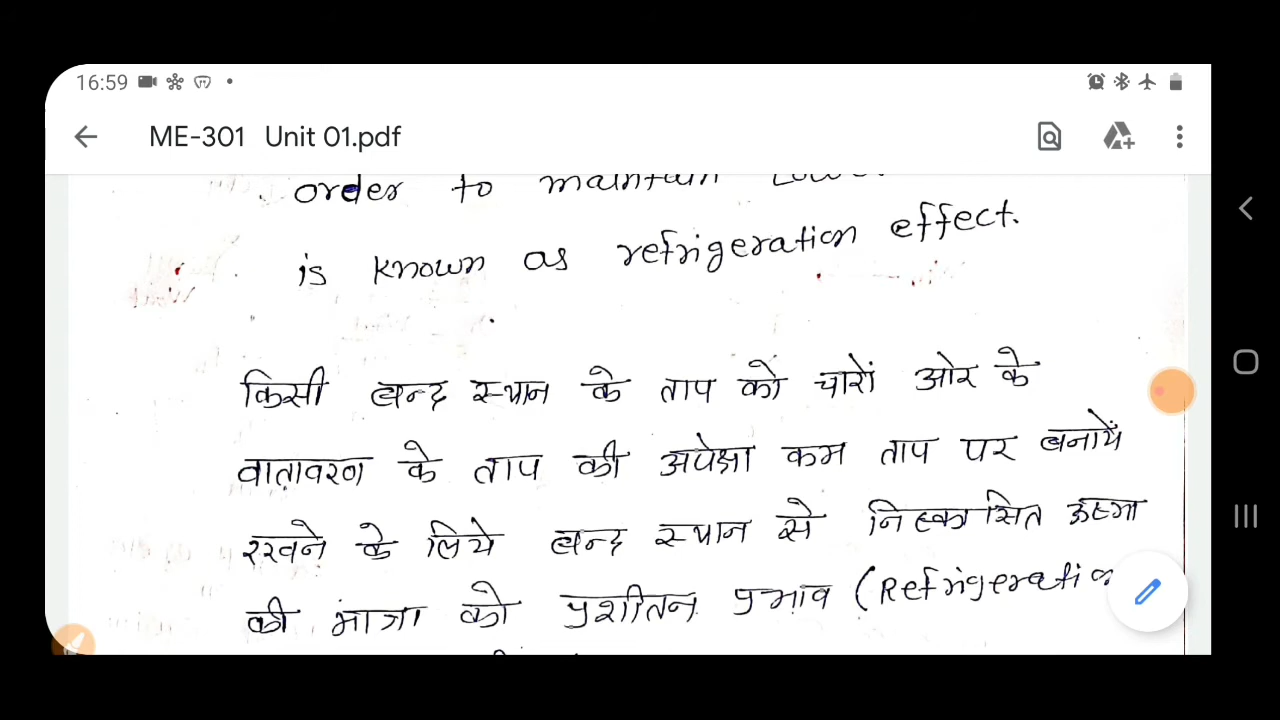 16:59
ME-301 Unit 01.pdf
order to maintain
is known as refrigeration effect.
किसी बन्द स्थान के ताप को चारों ओर के
वातावरण के ताप की अपेक्षा कम ताप पर बनायें
रखने के लिये बन्द स्थान से निष्कासित ऊष्मा
की मात्रा को प्रशीतन प्रभाव (Refrigeration